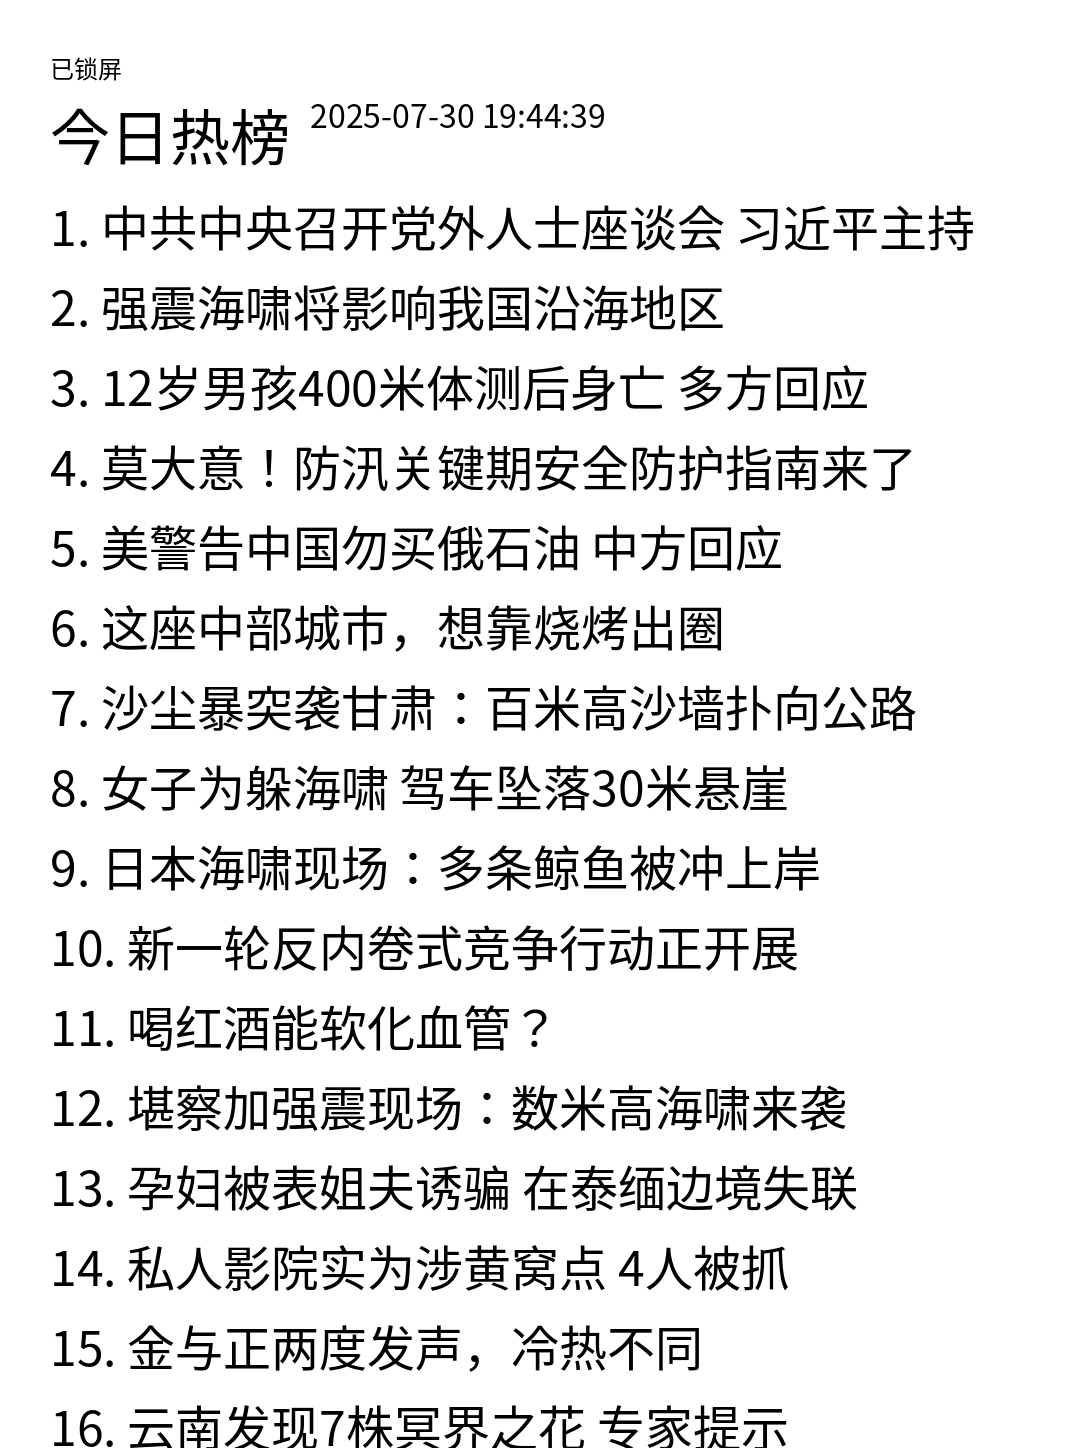 已锁屏
今日热榜 2025-07-30 19:44:39
1. 中共中央召开党外人士座谈会 习近平主持
2. 强震海啸将影响我国沿海地区
3. 12岁男孩400米体测后身亡 多方回应
4. 莫大意！防汛关键期安全防护指南来了
5. 美警告中国勿买俄石油 中方回应
6. 这座中部城市，想靠烧烤出圈
7. 沙尘暴突袭甘肃：百米高沙墙扑向公路
8. 女子为躲海啸 驾车坠落30米悬崖
9. 日本海啸现场：多条鲸鱼被冲上岸
10. 新一轮反内卷式竞争行动正开展
11. 喝红酒能软化血管？
12. 堪察加强震现场：数米高海啸来袭
13. 孕妇被表姐夫诱骗 在泰缅边境失联
14. 私人影院实为涉黄窝点 4人被抓
15. 金与正两度发声，冷热不同
16. 云南发现7株冥界之花 专家提示